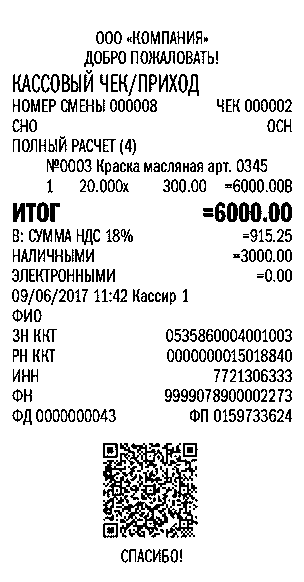 ООО «КОМПАНИЯ»
ДОБРО ПОЖАЛОВАТЬ!
КАССОВЫЙ ЧЕК/ПРИХОД
НОМЕР СМЕНЫ 000008 ЧЕК 000002
СНО ОСН
ПОЛНЫЙ РАСЧЕТ (4)
№0003 Краска масляная арт. 0345
1 20.000х 300.00 =6000.00В
ИТОГ =6000.00
В: СУММА НДС 18% =915.25
НАЛИЧНЫМИ =3000.00
ЭЛЕКТРОННЫМИ =0.00
09/06/2017 11:42 Кассир 1
ФИО
ЗН ККТ 0535860004001003
РН ККТ 0000000015018840
ИНН 7721306333
ФН 9999078900002273
ФД 0000000043 ФП 0159733624
СПАСИБО!